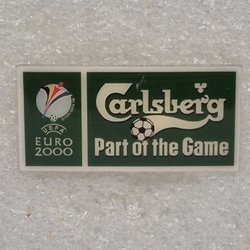 UEFA
EURO
2000
Carlsberg
Part of the Game